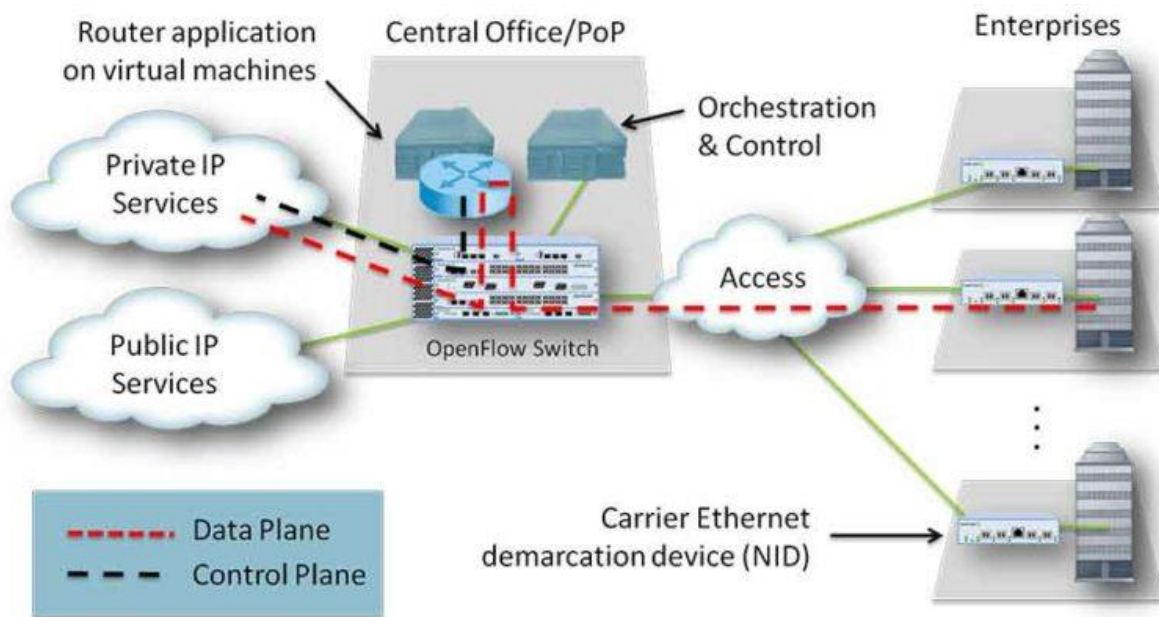 Router application
on virtual machines
Central Office/PoP
Enterprises
Orchestration
& Control
Private IP
Services
Access
Public IP
Services
OpenFlow Switch
Data Plane
Control Plane
Carrier Ethernet
demarcation device (NID)